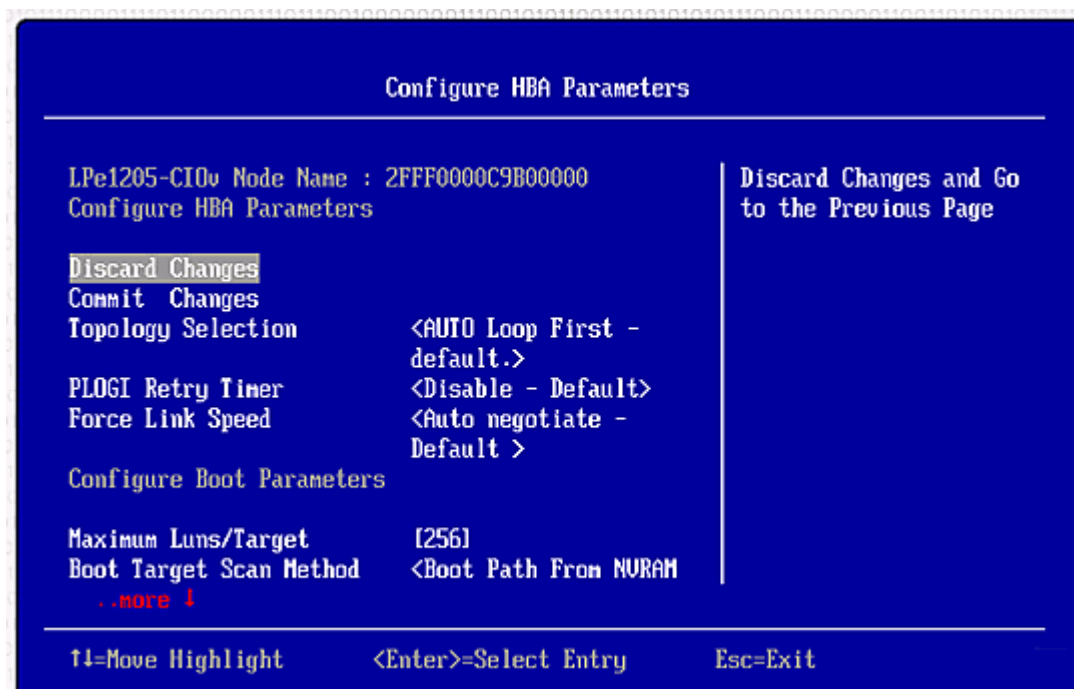 Configure HBA Parameters
LPe1205-CIOv Node Name : 2FFF0000C9B00000
Configure HBA Parameters
Discard Changes
Commit  Changes
Topology Selection <AUTO Loop First -
default.>
PLOGI Retry Timer <Disable - Default>
Force Link Speed <Auto negotiate -
Default >
Configure Boot Parameters
Maximum Luns/Target [256]
Boot Target Scan Method <Boot Path From NVRAM
..more ↓
Discard Changes and Go
to the Previous Page
↑↓=Move Highlight <Enter>=Select Entry Esc=Exit